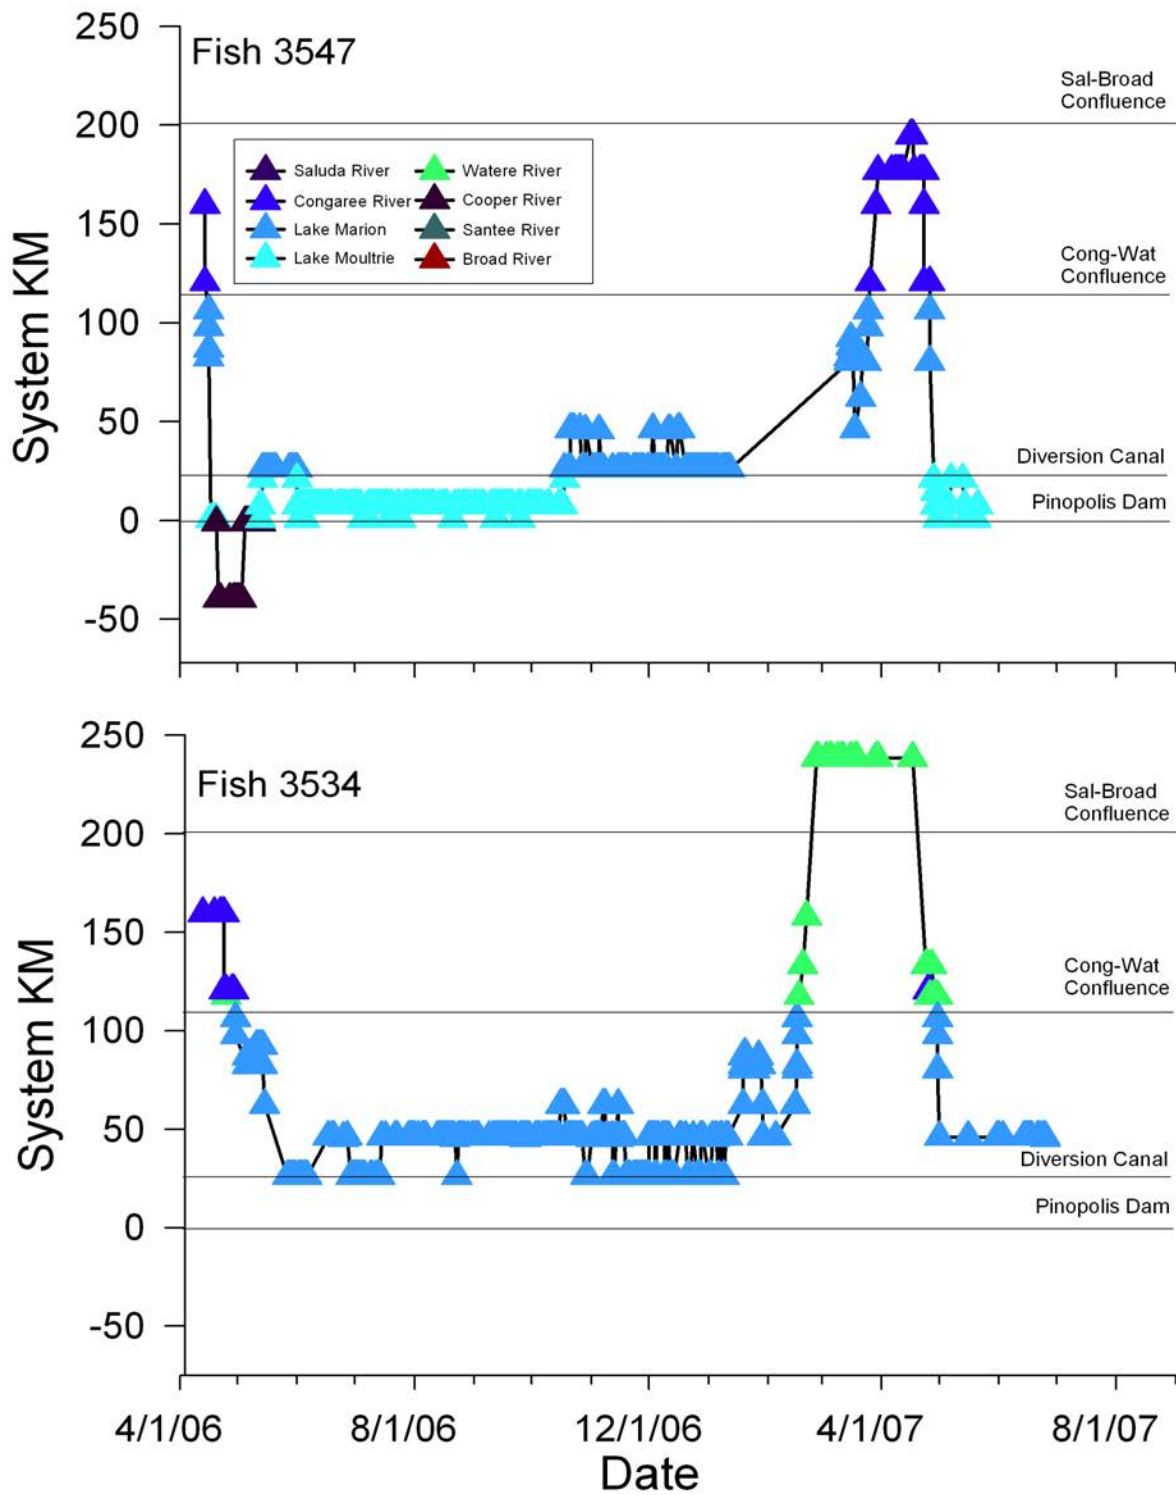 250
Fish 3547
Sal-Broad
Confluence
200
Saluda River
Watere River
Congaree River
Cooper River
Lake Marion
Santee River
Lake Moultrie
Broad River
150
Cong-Wat
Confluence
100
System KM
50
Diversion Canal
Pinopolis Dam
0
-50
250
Fish 3534
Sal-Broad
Confluence
200
150
Cong-Wat
Confluence
100
System KM
50
Diversion Canal
Pinopolis Dam
0
-50
4/1/06 8/1/06 12/1/06 4/1/07 8/1/07
Date